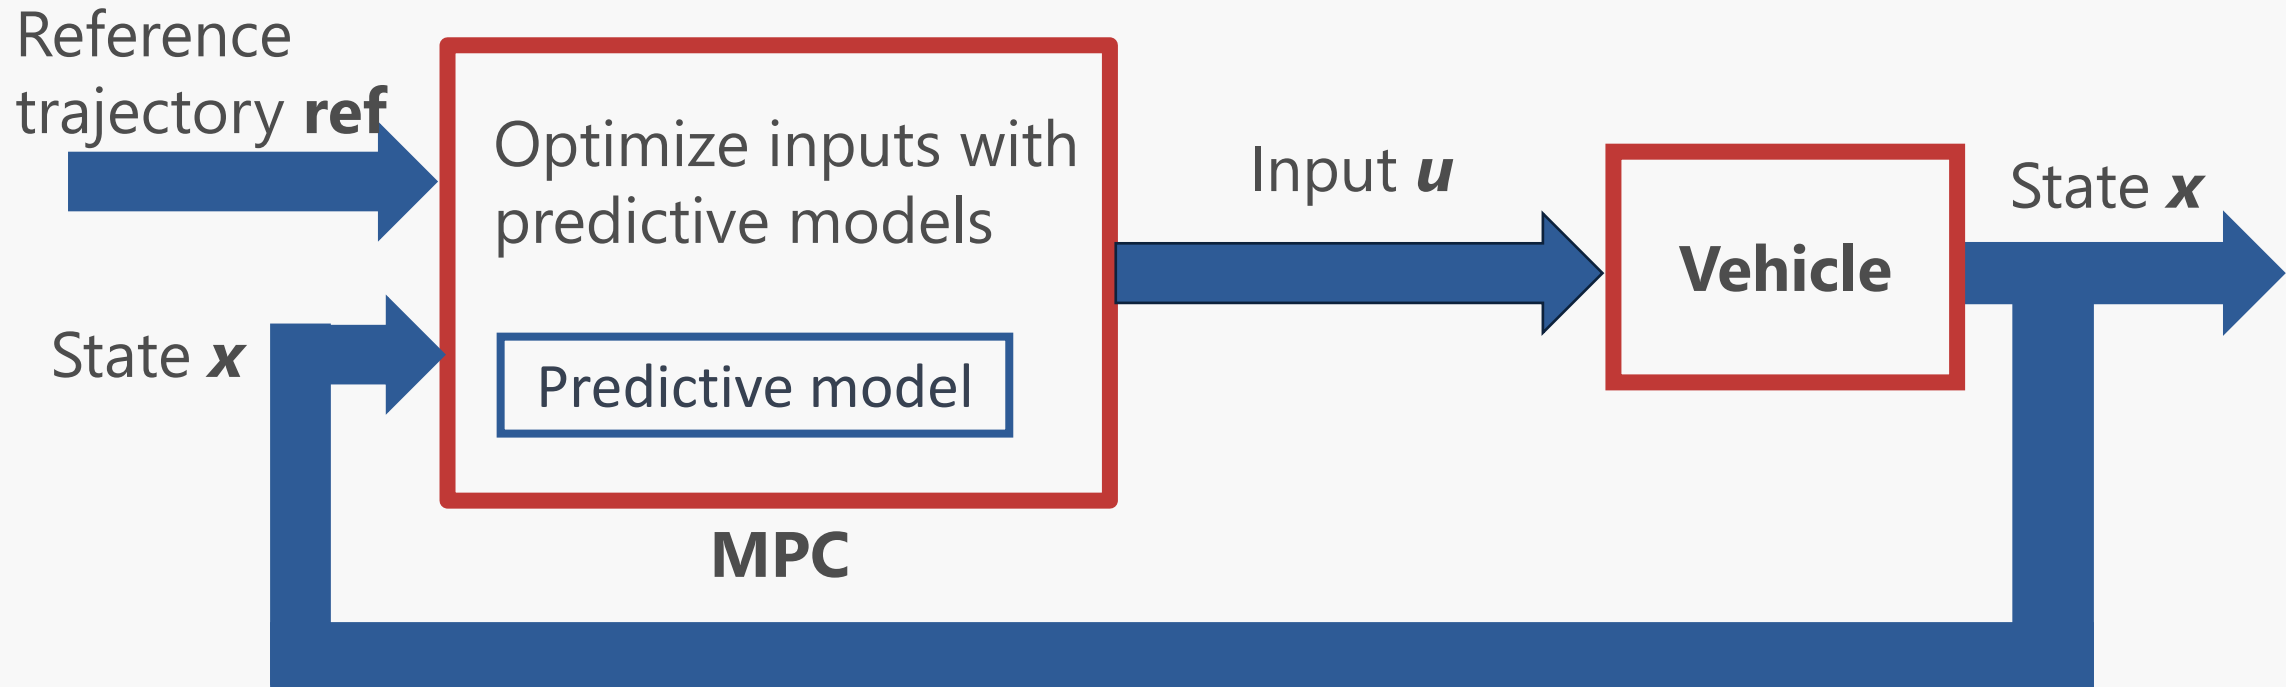 Reference
trajectory ref
Optimize inputs with
predictive models
Predictive model
MPC
State x
Input u
Vehicle
State x